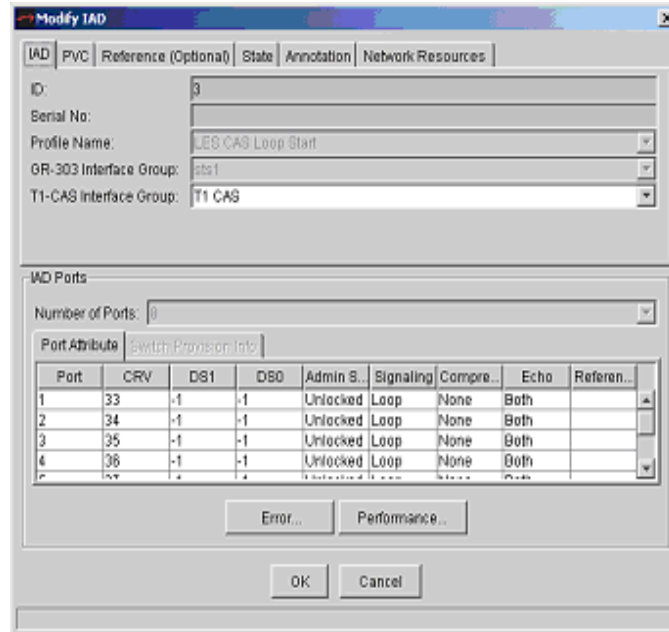 Modify IAD
IAD PVC Reference (Optional) State Annotation Network Resources
ID: 3
Serial No:
Profile Name: LES CAS Loop Start
GR-303 Interface Group: sts1
T1-CAS Interface Group: T1 CAS
IAD Ports
Number of Ports: 8
Port Attribute Switch Provision Info
Port CRV DS1 DS0 Admin S... Signaling Compre... Echo Referen...
1 33 -1 -1 Unlocked Loop None Both
2 34 -1 -1 Unlocked Loop None Both
3 35 -1 -1 Unlocked Loop None Both
4 36 -1 -1 Unlocked Loop None Both
Error... Performance...
OK Cancel